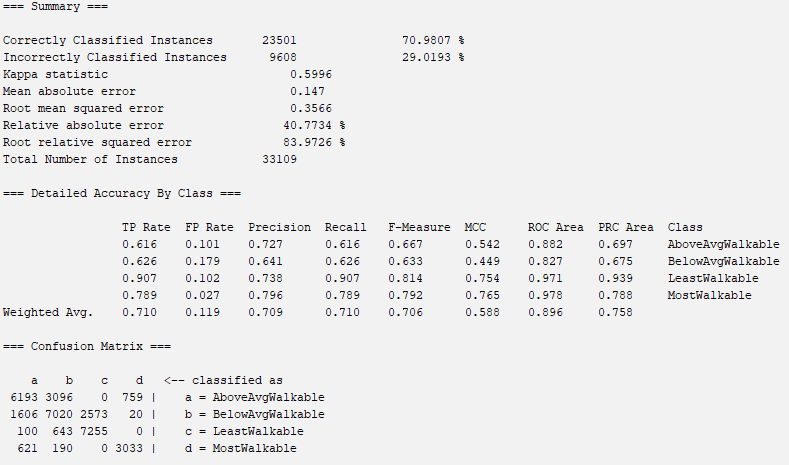 === Summary ===
Correctly Classified Instances 23501 70.9807 %
Incorrectly Classified Instances 9608 29.0193 %
Kappa statistic 0.5996
Mean absolute error 0.147
Root mean squared error 0.3566
Relative absolute error 40.7734 %
Root relative squared error 83.9726 %
Total Number of Instances 33109
=== Detailed Accuracy By Class ===
TP Rate FP Rate Precision Recall F-Measure MCC ROC Area PRC Area Class
0.616 0.101 0.727 0.616 0.667 0.542 0.882 0.697 AboveAvgWalkable
0.626 0.179 0.641 0.626 0.633 0.449 0.827 0.675 BelowAvgWalkable
0.907 0.102 0.738 0.907 0.814 0.754 0.971 0.939 LeastWalkable
0.789 0.027 0.796 0.789 0.792 0.765 0.978 0.788 MostWalkable
Weighted Avg. 0.710 0.119 0.709 0.710 0.706 0.588 0.896 0.758
=== Confusion Matrix ===
a b c d <-- classified as
6193 3096 0 759 | a = AboveAvgWalkable
1606 7020 2573 20 | b = BelowAvgWalkable
100 643 7255 0 | c = LeastWalkable
621 190 0 3033 | d = MostWalkable